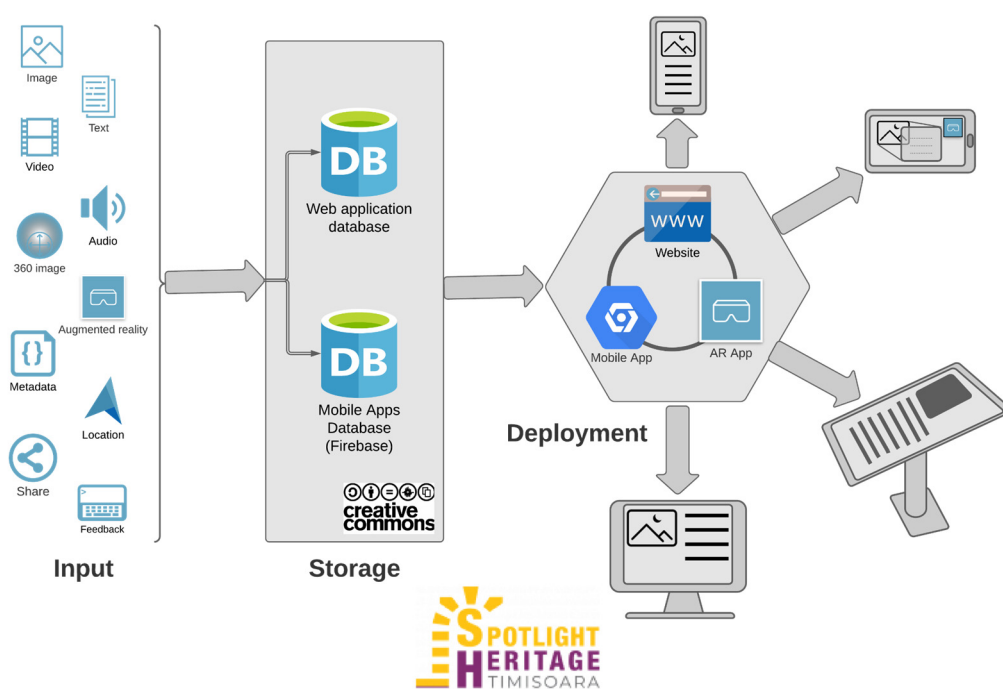 Image
Text
Video
Audio
360 image
Augmented reality
{}
Metadata
Location
Share
>
Feedback
Input
DB
Web application
database
DB
Mobile Apps
Database
(Firebase)
creative
commons
Storage
www
Website
Mobile App
AR App
Deployment
SPOTLIGHT
HERITAGE
TIMISOARA